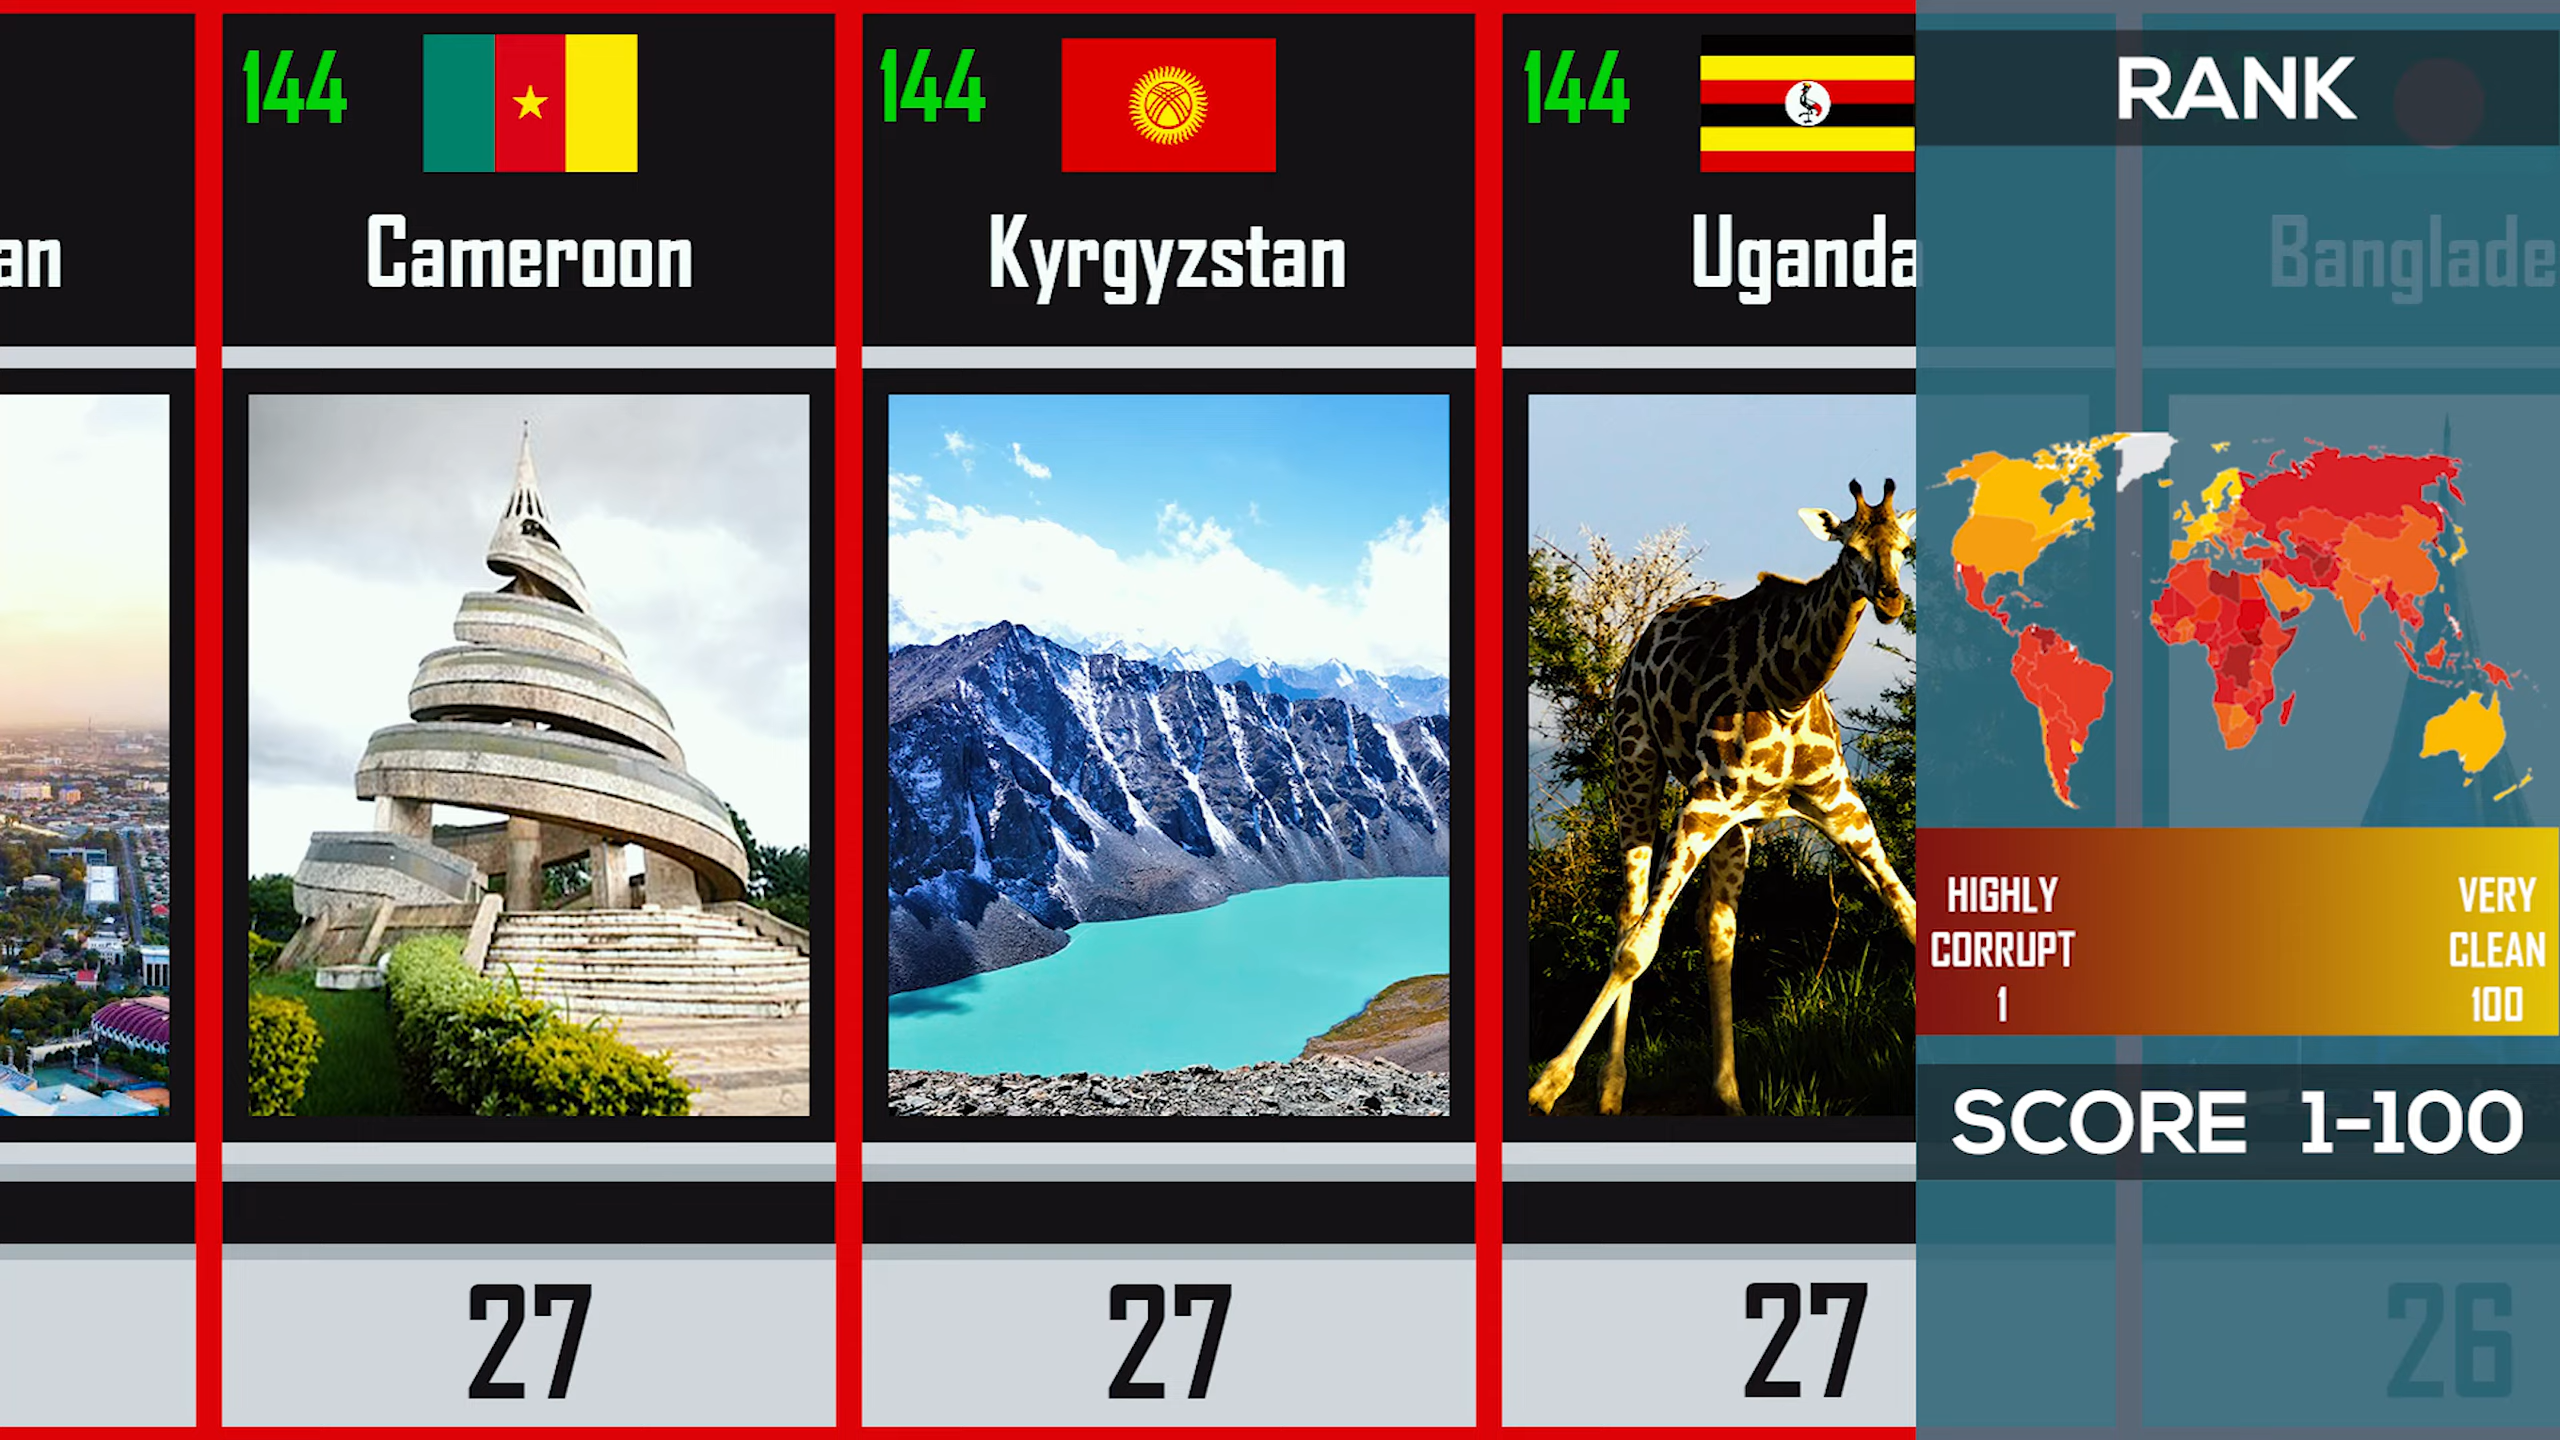 144
144
144
RANK
an
Cameroon
Kyrgyzstan
Uganda
Banglade
HIGHLY
CORRUPT
1
VERY
CLEAN
100
SCORE 1-100
27
27
27
26